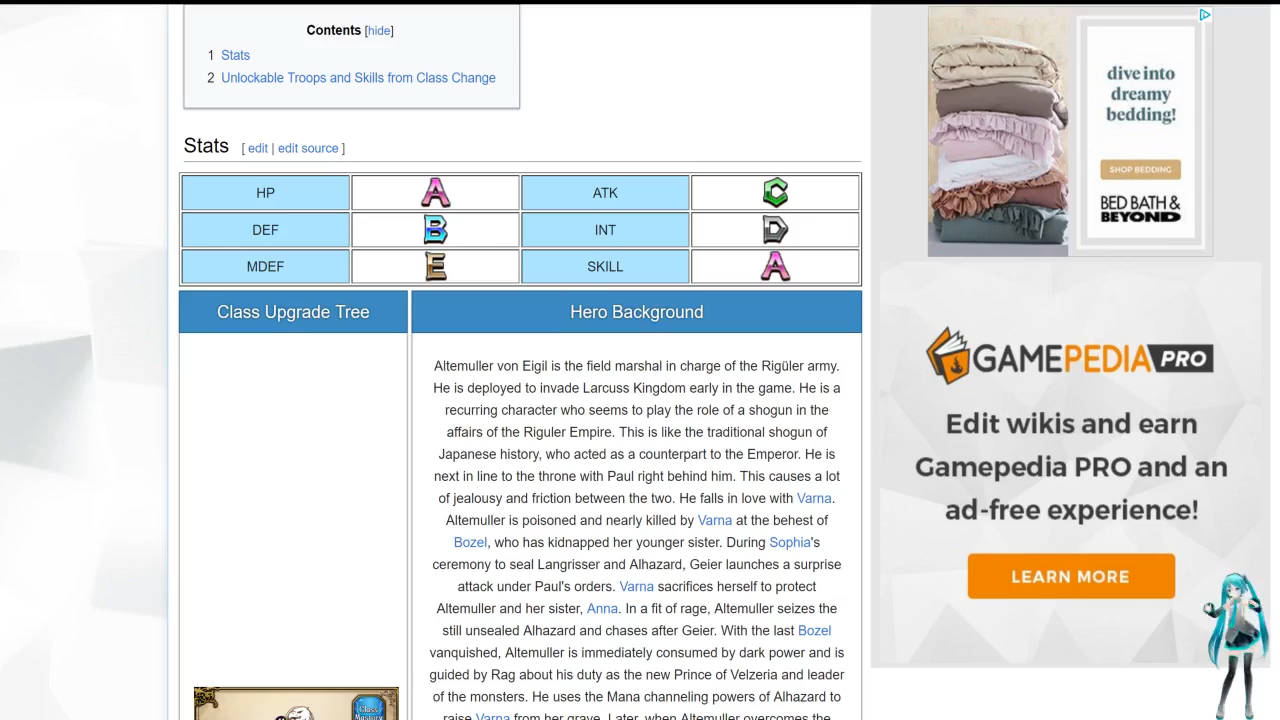 Contents [hide]
1 Stats
2 Unlockable Troops and Skills from Class Change
Stats [ edit | edit source ]
HP A ATK C
DEF B INT D
MDEF E SKILL A
Class Upgrade Tree
Hero Background
Altemuller von Eigil is the field marshal in charge of the Rigüler army.
He is deployed to invade Larcuss Kingdom early in the game. He is a
recurring character who seems to play the role of a shogun in the
affairs of the Riguler Empire. This is like the traditional shogun of
Japanese history, who acted as a counterpart to the Emperor. He is
next in line to the throne with Paul right behind him. This causes a lot
of jealousy and friction between the two. He falls in love with Varna.
Altemuller is poisoned and nearly killed by Varna at the behest of
Bozel, who has kidnapped her younger sister. During Sophia's
ceremony to seal Langrisser and Alhazard, Geier launches a surprise
attack under Paul's orders. Varna sacrifices herself to protect
Altemuller and her sister, Anna. In a fit of rage, Altemuller seizes the
still unsealed Alhazard and chases after Geier. With the last Bozel
vanquished, Altemuller is immediately consumed by dark power and is
guided by Rag about his duty as the new Prince of Velzeria and leader
of the monsters. He uses the Mana channeling powers of Alhazard to
raise Varna from her grave. Later, when Altemuller overcomes the
Class
Mastery
dive into
dreamy
bedding!
SHOP BEDDING
BED BATH &
BEYOND
GAMEPEDIA PRO
Edit wikis and earn
Gamepedia PRO and an
ad-free experience!
LEARN MORE